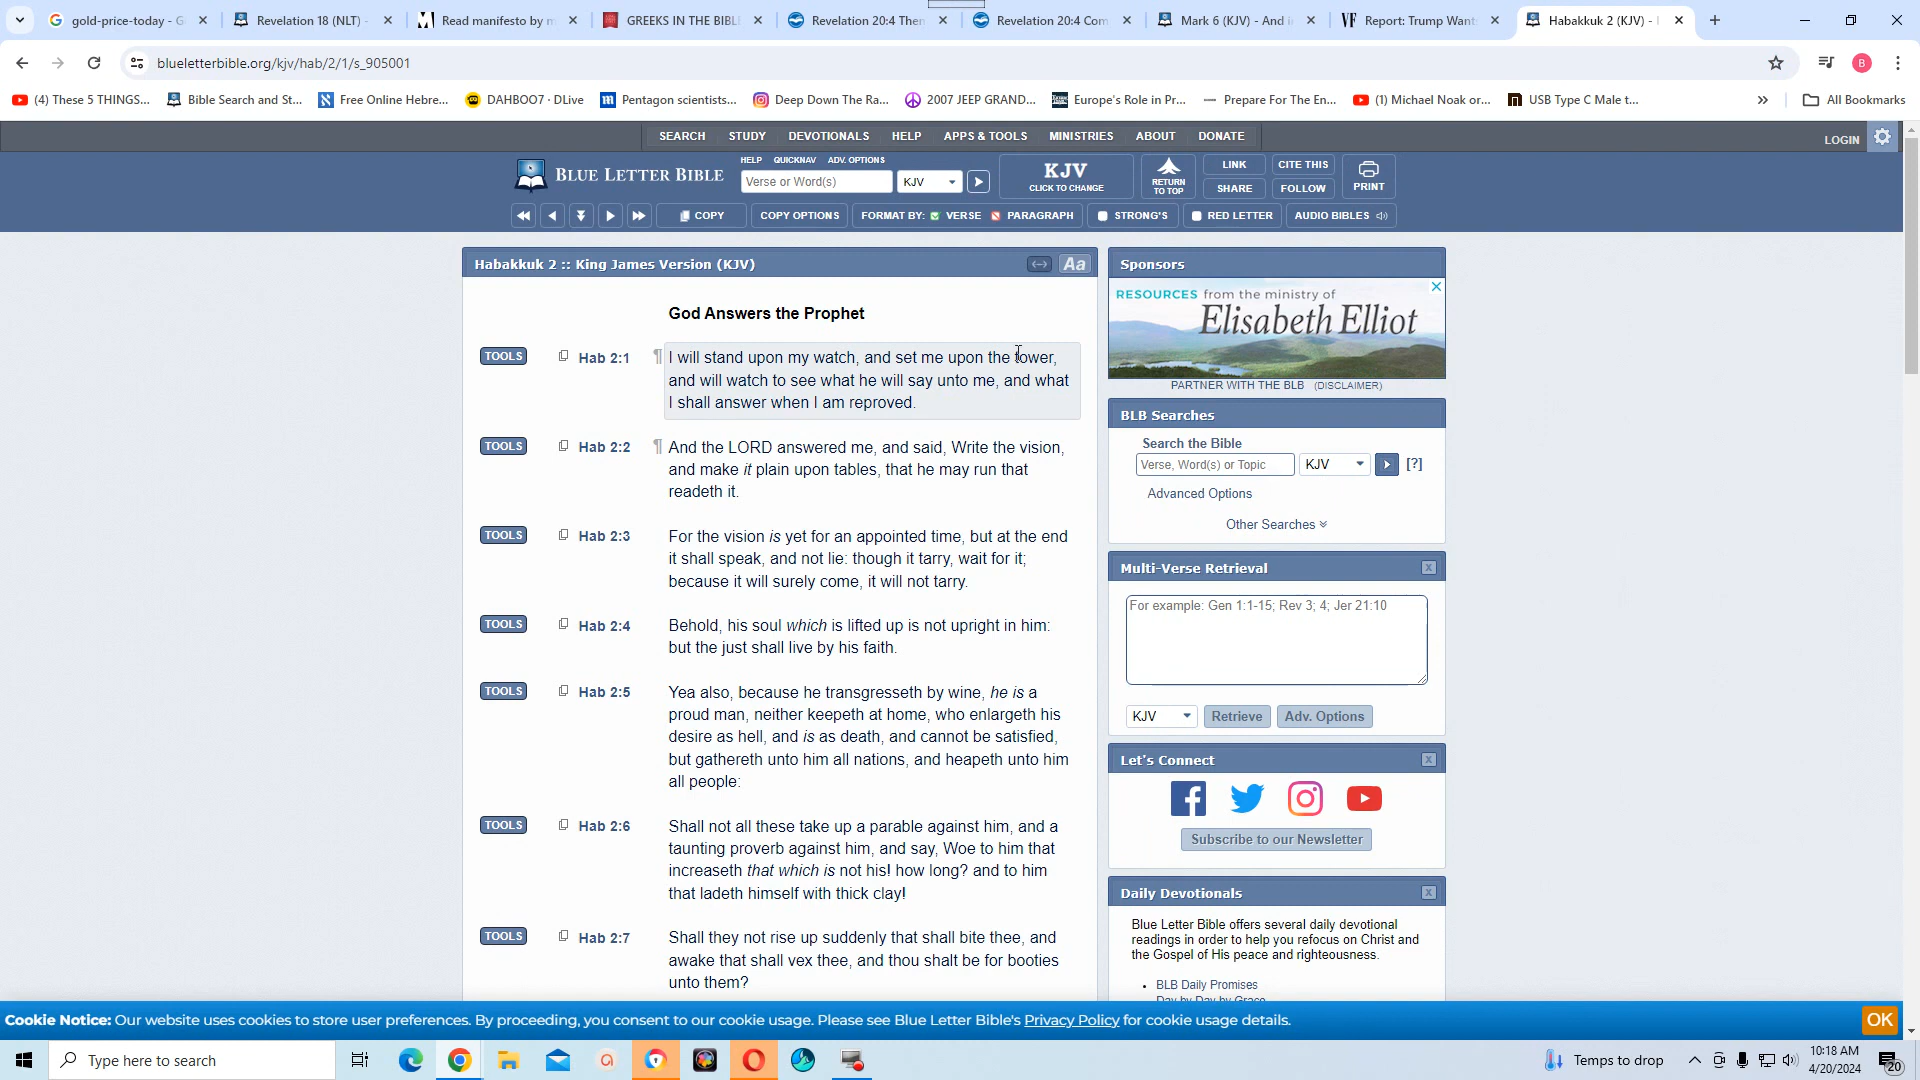 gold-price-today - G
Revelation 18 (NLT) -
Read manifesto by m
GREEKS IN THE BIBL
Revelation 20:4 Then
Revelation 20:4 Com
Mark 6 (KJV) - And i
VF Report: Trump Want
Habakkuk 2 (KJV) -
blueletterbible.org/kjv/hab/2/1/s_905001
B
(4) These 5 THINGS...
Bible Search and St...
Free Online Hebre...
DAHBOO7 · DLive
Pentagon scientists...
Deep Down The Ra...
2007 JEEP GRAND...
Europe's Role in Pr...
Prepare For The En...
(1) Michael Noak or...
USB Type C Male t...
All Bookmarks
SEARCH STUDY DEVOTIONALS HELP APPS & TOOLS MINISTRIES ABOUT DONATE
LOGIN
BLUE LETTER BIBLE
HELP QUICKNAV ADV. OPTIONS
Verse or Word(s)
KJV
KJV
CLICK TO CHANGE
RETURN
TO TOP
LINK
CITE THIS
SHARE
FOLLOW
PRINT
COPY
COPY OPTIONS
FORMAT BY: VERSE PARAGRAPH
STRONG'S
RED LETTER
AUDIO BIBLES
Habakkuk 2 :: King James Version (KJV)
Aa
God Answers the Prophet
TOOLS Hab 2:1 ¶ I will stand upon my watch, and set me upon the tower,
and will watch to see what he will say unto me, and what
I shall answer when I am reproved.
TOOLS Hab 2:2 ¶ And the LORD answered me, and said, Write the vision,
and make it plain upon tables, that he may run that
readeth it.
TOOLS Hab 2:3 For the vision is yet for an appointed time, but at the end
it shall speak, and not lie: though it tarry, wait for it;
because it will surely come, it will not tarry.
TOOLS Hab 2:4 Behold, his soul which is lifted up is not upright in him:
but the just shall live by his faith.
TOOLS Hab 2:5 Yea also, because he transgresseth by wine, he is a
proud man, neither keepeth at home, who enlargeth his
desire as hell, and is as death, and cannot be satisfied,
but gathereth unto him all nations, and heapeth unto him
all people:
TOOLS Hab 2:6 Shall not all these take up a parable against him, and a
taunting proverb against him, and say, Woe to him that
increaseth that which is not his! how long? and to him
that ladeth himself with thick clay!
TOOLS Hab 2:7 Shall they not rise up suddenly that shall bite thee, and
awake that shall vex thee, and thou shalt be for booties
unto them?
Sponsors
RESOURCES from the ministry of
Elisabeth Elliot
PARTNER WITH THE BLB (DISCLAIMER)
BLB Searches
Search the Bible
Verse, Word(s) or Topic
KJV
[?]
Advanced Options
Other Searches
Multi-Verse Retrieval
For example: Gen 1:1-15; Rev 3; 4; Jer 21:10
KJV
Retrieve
Adv. Options
Let's Connect
Subscribe to our Newsletter
Daily Devotionals
Blue Letter Bible offers several daily devotional
readings in order to help you refocus on Christ and
the Gospel of His peace and righteousness.
BLB Daily Promises
Day by Day by Grace
Cookie Notice: Our website uses cookies to store user preferences. By proceeding, you consent to our cookie usage. Please see Blue Letter Bible's Privacy Policy for cookie usage details.
OK
Type here to search
Temps to drop
10:18 AM
4/20/2024
20